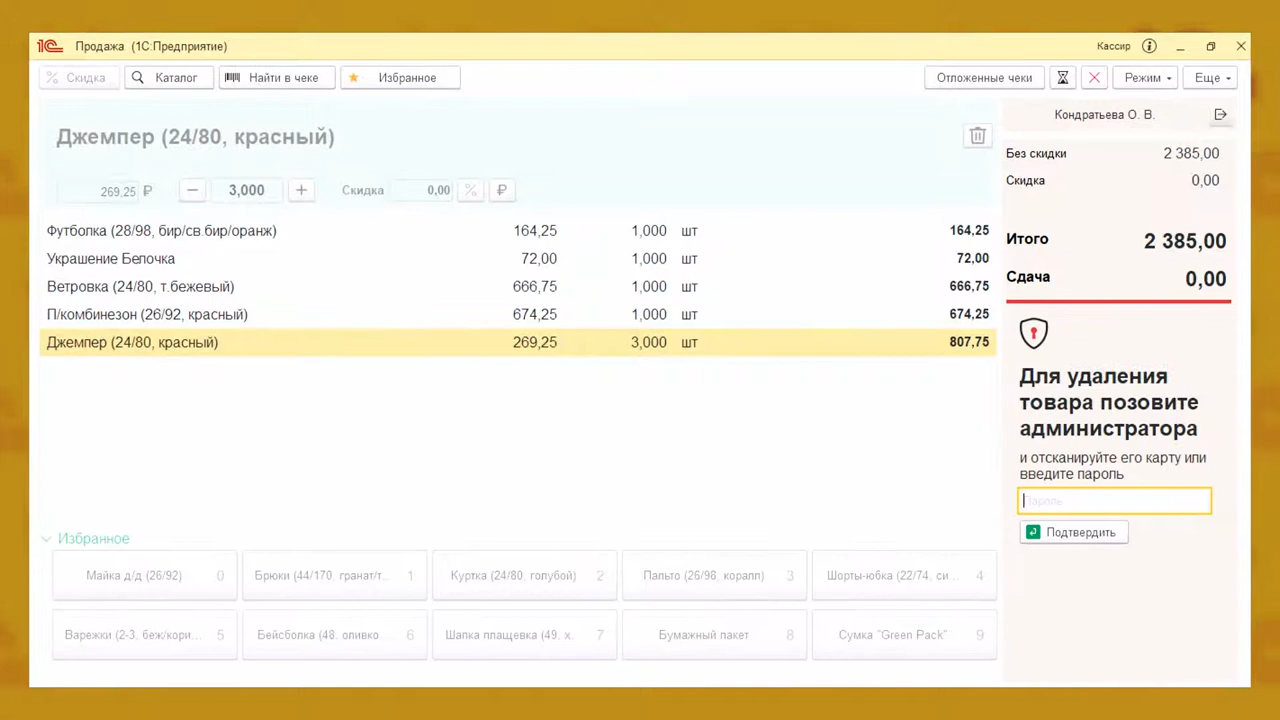 1С Продажа (1С:Предприятие) Кассир
% Скидка Каталог Найти в чеке Избранное Отложенные чеки Режим Еще
Джемпер (24/80, красный)
269,25 ₽ − 3,000 + Скидка 0,00 % ₽
Футболка (28/98, бир/св.бир/оранж) 164,25 1,000 шт 164,25
Украшение Белочка 72,00 1,000 шт 72,00
Ветровка (24/80, т.бежевый) 666,75 1,000 шт 666,75
П/комбинезон (26/92, красный) 674,25 1,000 шт 674,25
Джемпер (24/80, красный) 269,25 3,000 шт 807,75
Избранное
Майка д/д (26/92) 0 Брюки (44/170, гранат/т... 1 Куртка (24/80, голубой) 2 Пальто (26/98, коралл) 3 Шорты-юбка (22/74, си... 4
Варежки (2-3, беж/кори... 5 Бейсболка (48, оливко 6 Шапка плащевка (49, х. 7 Бумажный пакет 8 Сумка "Green Pack" 9
Кондратьева О. В.
Без скидки 2 385,00
Скидка 0,00
Итого 2 385,00
Сдача 0,00
Для удаления
товара позовите
администратора
и отсканируйте его карту или
введите пароль
Пароль
Подтвердить